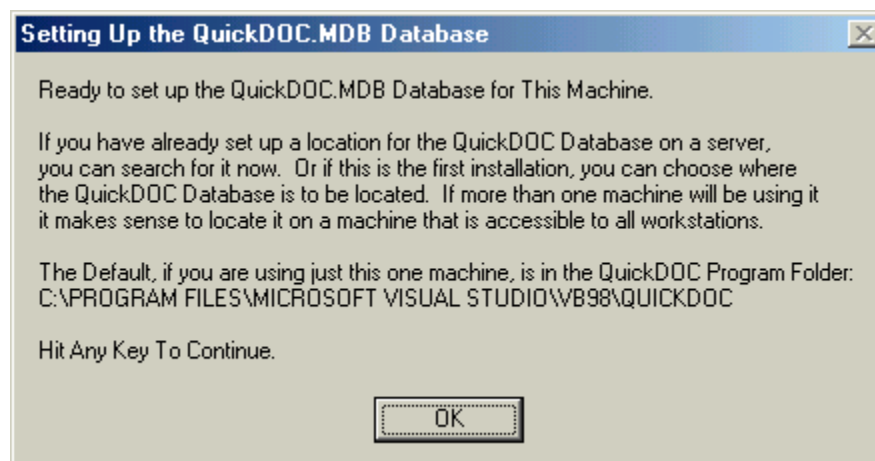 Setting Up the QuickDOC.MDB Database
Ready to set up the QuickDOC.MDB Database for This Machine.
If you have already set up a location for the QuickDOC Database on a server,
you can search for it now.  Or if this is the first installation, you can choose where
the QuickDOC Database is to be located.  If more than one machine will be using it
it makes sense to locate it on a machine that is accessible to all workstations.
The Default, if you are using just this one machine, is in the QuickDOC Program Folder:
C:\PROGRAM FILES\MICROSOFT VISUAL STUDIO\VB98\QUICKDOC
Hit Any Key To Continue.
OK